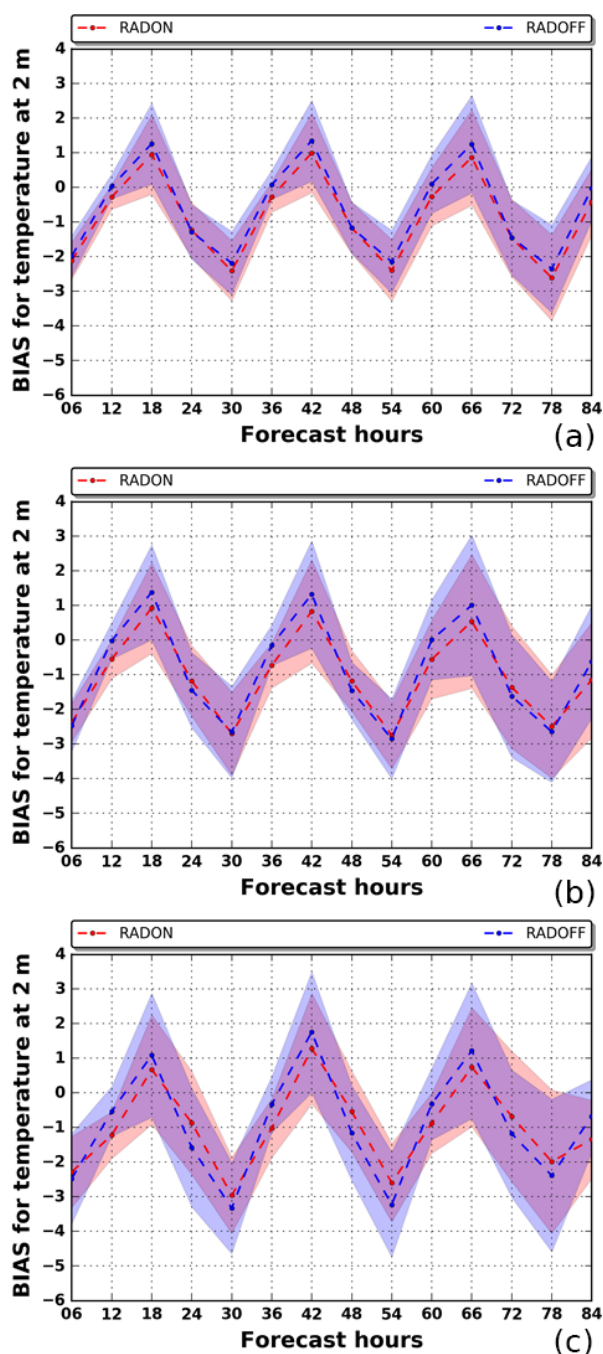 RADON RADOFF
4
3
2
1
0
−1
−2
−3
−4
−5
−6
BIAS for temperature at 2 m
06 12 18 24 30 36 42 48 54 60 66 72 78 84
Forecast hours
(a)
RADON RADOFF
4
3
2
1
0
−1
−2
−3
−4
−5
−6
BIAS for temperature at 2 m
06 12 18 24 30 36 42 48 54 60 66 72 78 84
Forecast hours
(b)
RADON RADOFF
4
3
2
1
0
−1
−2
−3
−4
−5
−6
BIAS for temperature at 2 m
06 12 18 24 30 36 42 48 54 60 66 72 78 84
Forecast hours
(c)